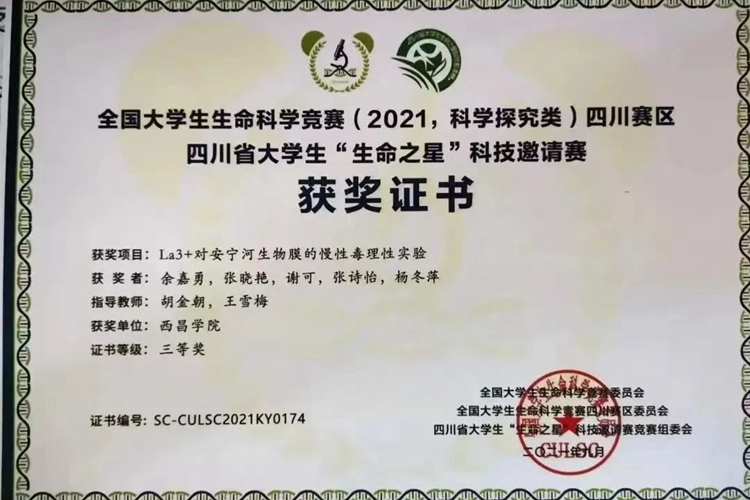 全国大学生生命科学竞赛（2021，科学探究类）四川赛区
四川省大学生“生命之星”科技邀请赛
获奖证书
获奖项目：La3+对安宁河生物膜的慢性毒理性实验
获 奖 者：余嘉勇，张晓艳，谢可，张诗怡，杨冬萍
指导教师：胡金朝，王雪梅
获奖单位：西昌学院
证书等级：三等奖
全国大学生生命科学竞赛委员会
全国大学生生命科学竞赛四川赛区委员会
证书编号：SC-CULSC2021KY0174
四川省大学生“生命之星”科技邀请赛竞赛组委会
二〇二一年九月
CULSC